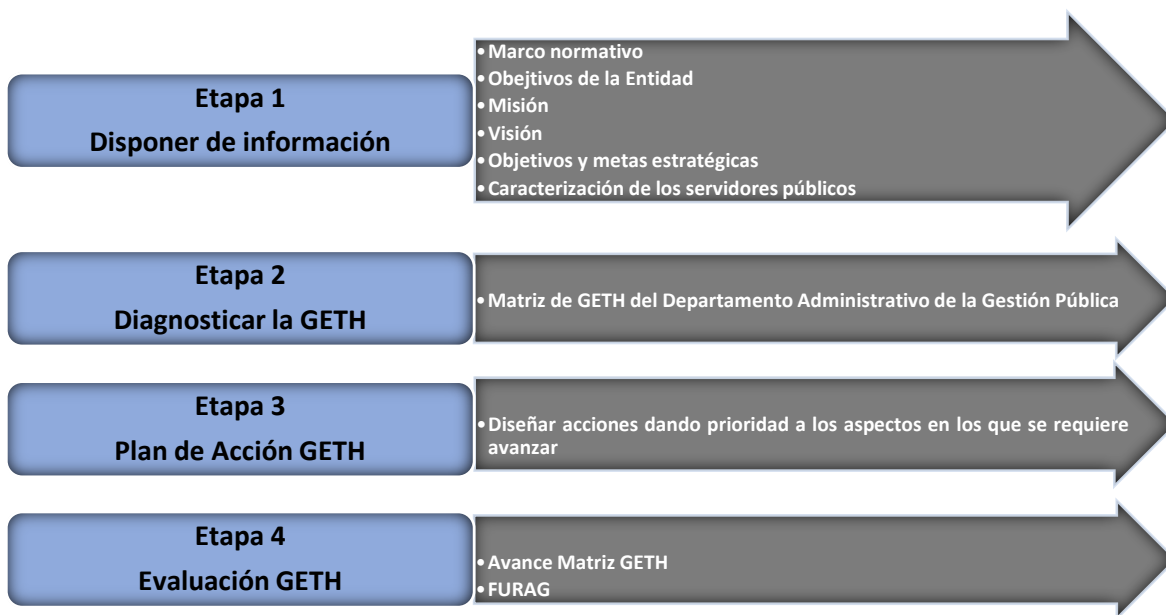 Etapa 1
Disponer de información
•Marco normativo
•Obejtivos de la Entidad
•Misión
•Visión
•Objetivos y metas estratégicas
•Caracterización de los servidores públicos
Etapa 2
Diagnosticar la GETH
•Matriz de GETH del Departamento Administrativo de la Gestión Pública
Etapa 3
Plan de Acción GETH
•Diseñar acciones dando prioridad a los aspectos en los que se requiere
avanzar
Etapa 4
Evaluación GETH
•Avance Matriz GETH
•FURAG